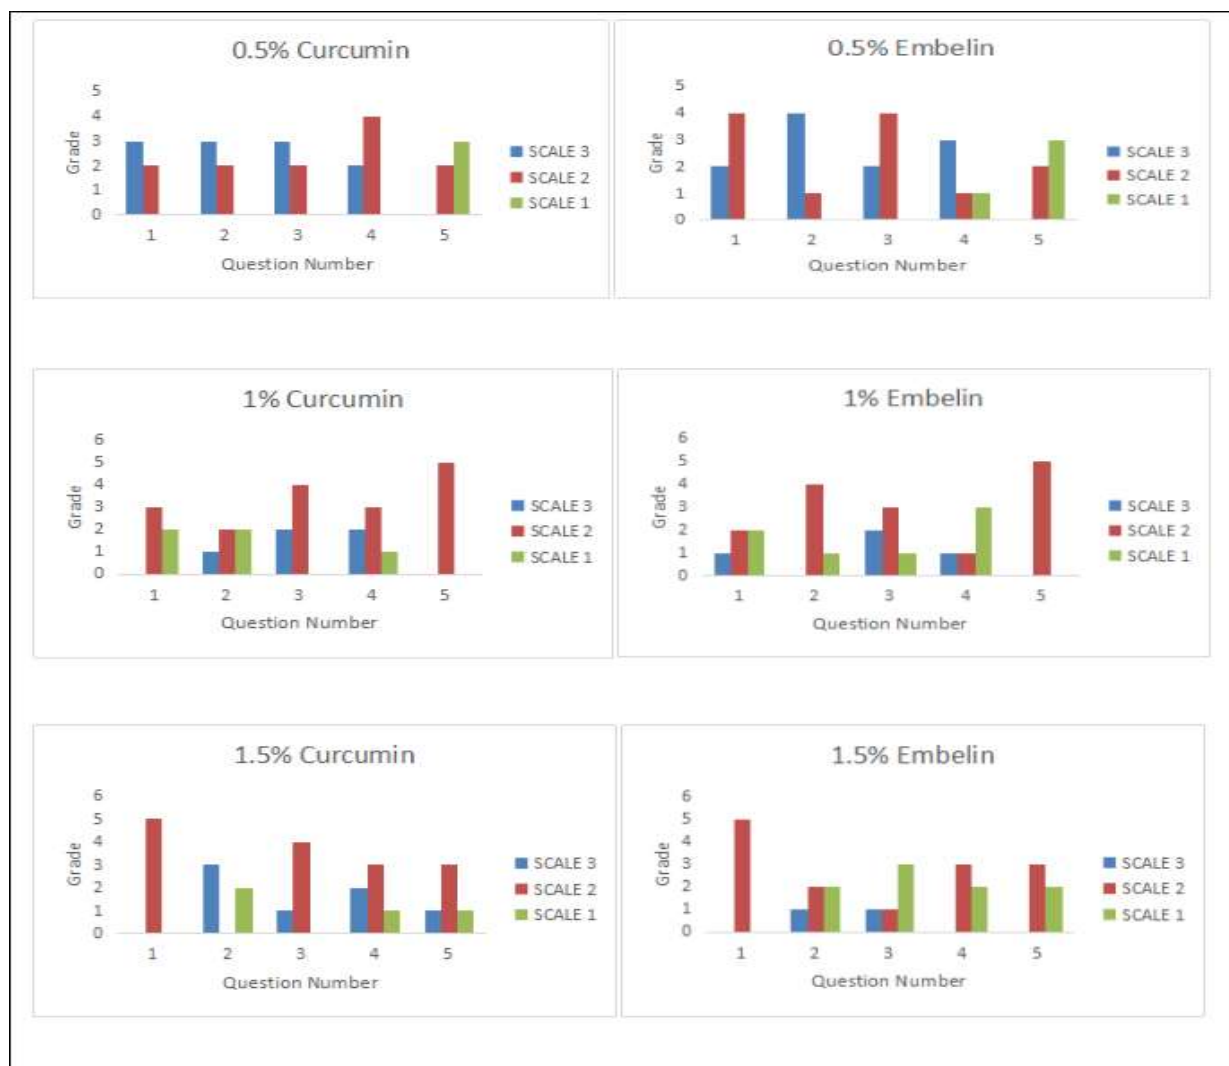 0.5% Curcumin
5
4
3
2
1
0
Grade
1 2 3 4 5
Question Number
SCALE 3
SCALE 2
SCALE 1
0.5% Embelin
5
4
3
2
1
0
Grade
1 2 3 4 5
Question Number
SCALE 3
SCALE 2
SCALE 1
1% Curcumin
6
5
4
3
2
1
0
Grade
1 2 3 4 5
Question Number
SCALE 3
SCALE 2
SCALE 1
1% Embelin
6
5
4
3
2
1
0
Grade
1 2 3 4 5
Question Number
SCALE 3
SCALE 2
SCALE 1
1.5% Curcumin
6
5
4
3
2
1
0
Grade
1 2 3 4 5
Question Number
SCALE 3
SCALE 2
SCALE 1
1.5% Embelin
6
5
4
3
2
1
0
Grade
1 2 3 4 5
Question Number
SCALE 3
SCALE 2
SCALE 1